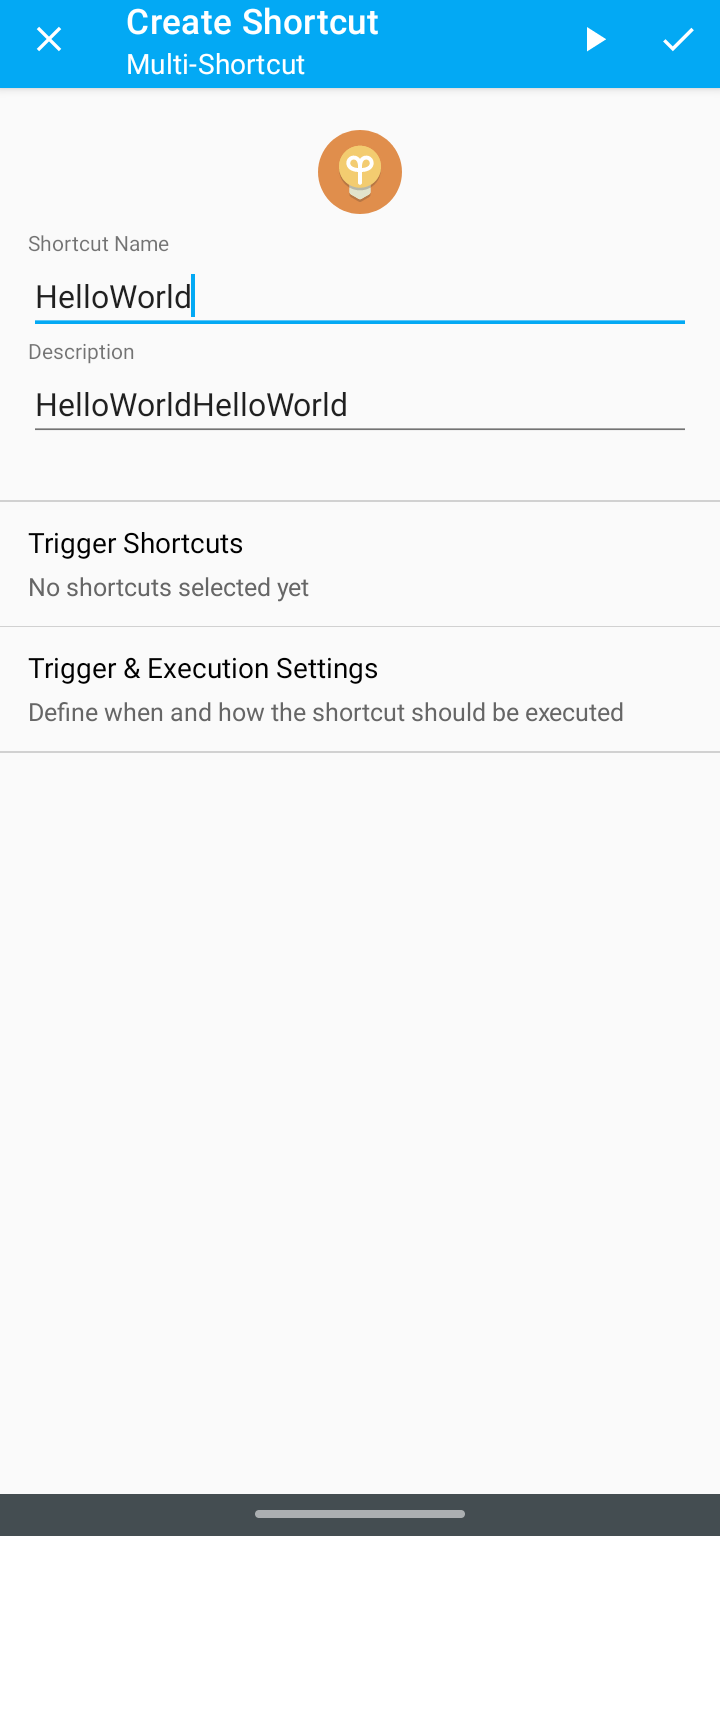 Create Shortcut
Multi-Shortcut
Shortcut Name
HelloWorld
Description
HelloWorldHelloWorld
Trigger Shortcuts
No shortcuts selected yet
Trigger & Execution Settings
Define when and how the shortcut should be executed